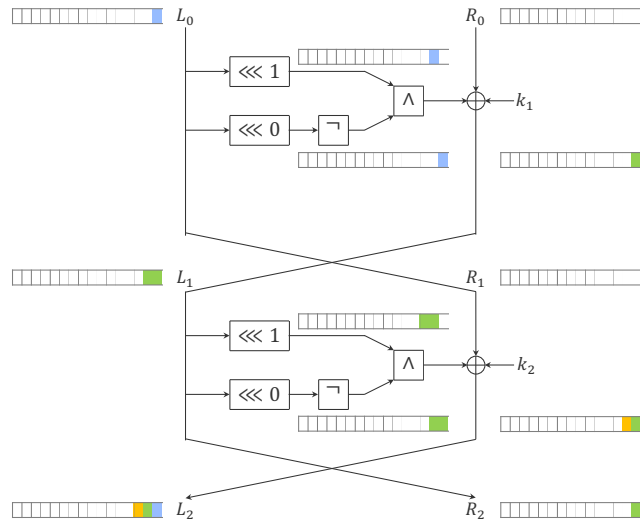 L₀ R₀
⋘ 1
∧
k₁
⋘ 0 ¬
L₁ R₁
⋘ 1
∧
k₂
⋘ 0 ¬
L₂ R₂